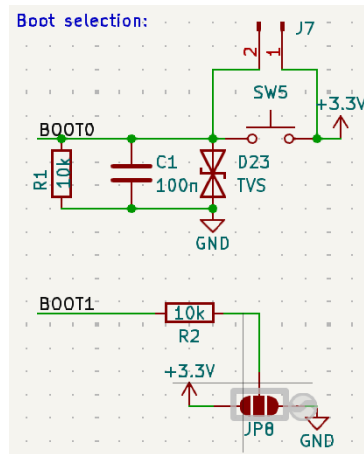 Boot selection:
J7
2
1
SW5
+3.3V
BOOT0
R1
10k
C1
100n
D23
TVS
GND
BOOT1
10k
R2
+3.3V
JP8
GND